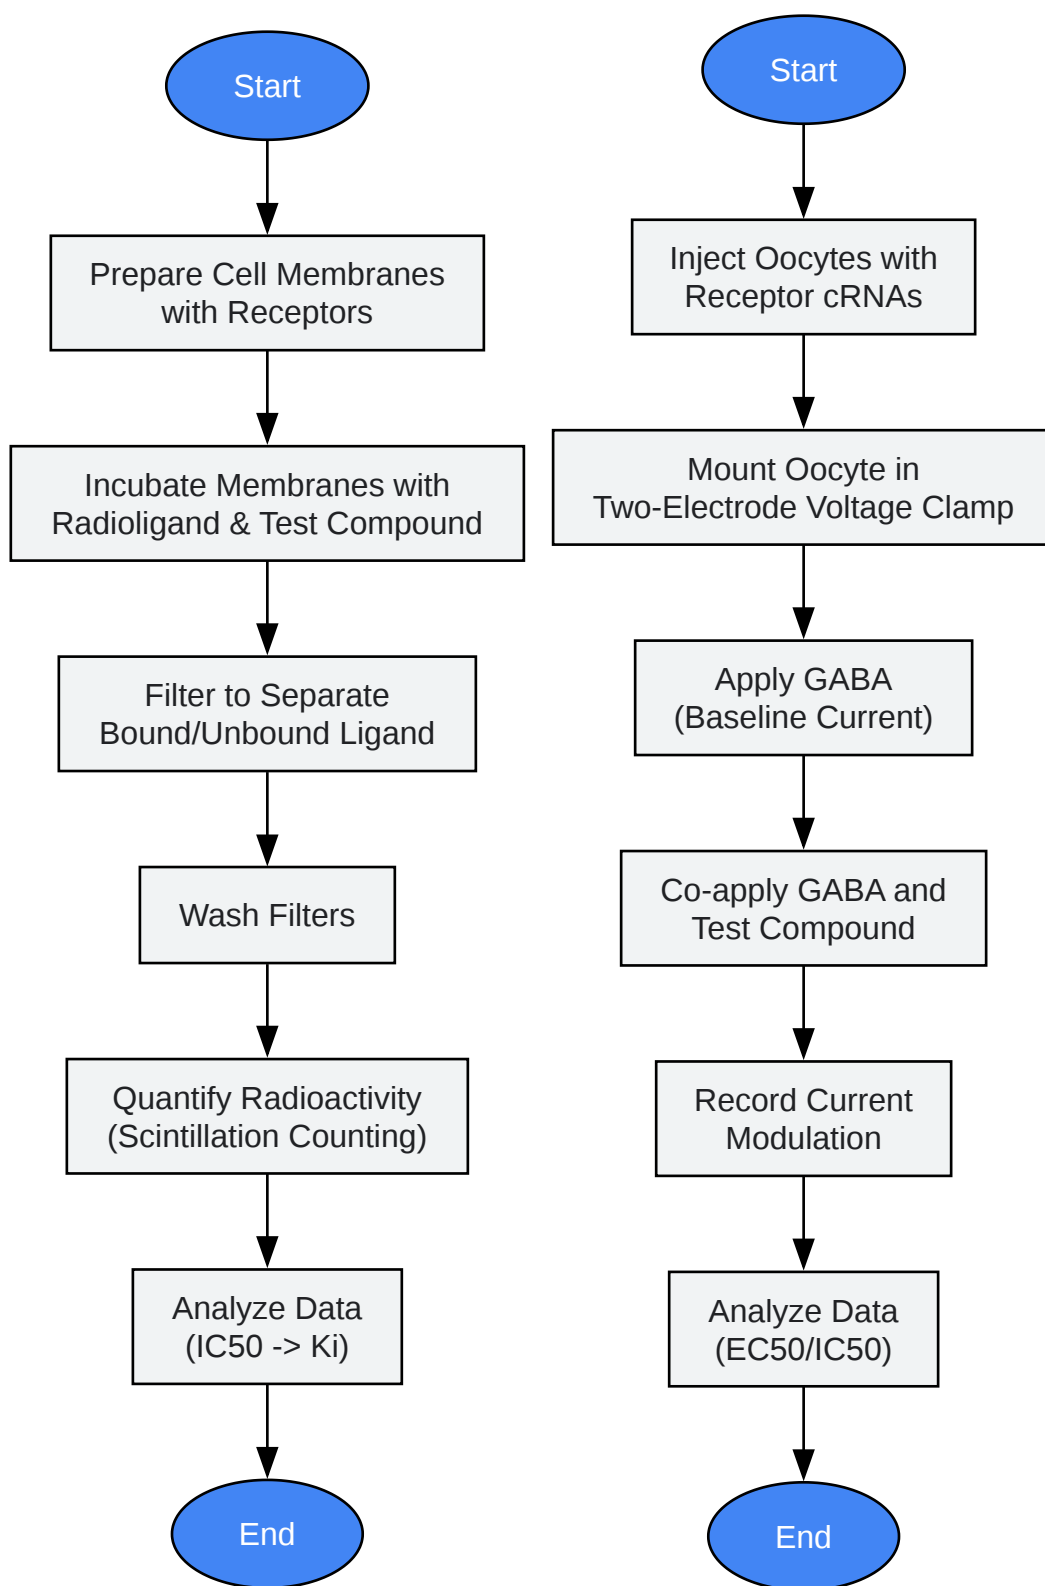 Start
Prepare Cell Membranes
with Receptors
Incubate Membranes with
Radioligand & Test Compound
Filter to Separate
Bound/Unbound Ligand
Wash Filters
Quantify Radioactivity
(Scintillation Counting)
Analyze Data
(IC50 -> Ki)
End
Start
Inject Oocytes with
Receptor cRNAs
Mount Oocyte in
Two-Electrode Voltage Clamp
Apply GABA
(Baseline Current)
Co-apply GABA and
Test Compound
Record Current
Modulation
Analyze Data
(EC50/IC50)
End